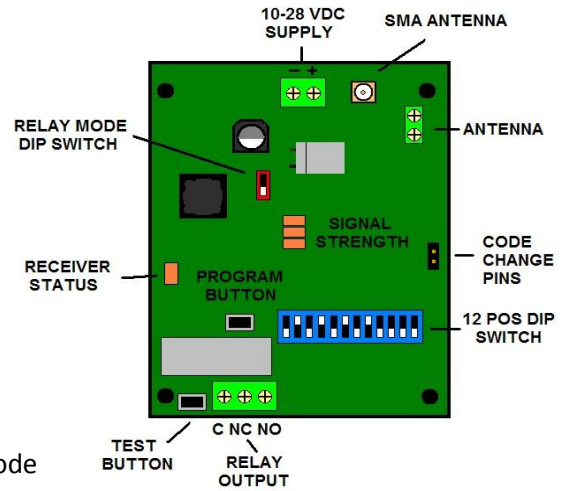 10-28 VDC
SUPPLY
- +
SMA ANTENNA
RELAY MODE
DIP SWITCH
ANTENNA
SIGNAL
STRENGTH
CODE
CHANGE
PINS
RECEIVER
STATUS
PROGRAM
BUTTON
12 POS DIP
SWITCH
C NC NO
TEST
BUTTON
RELAY
OUTPUT
ode